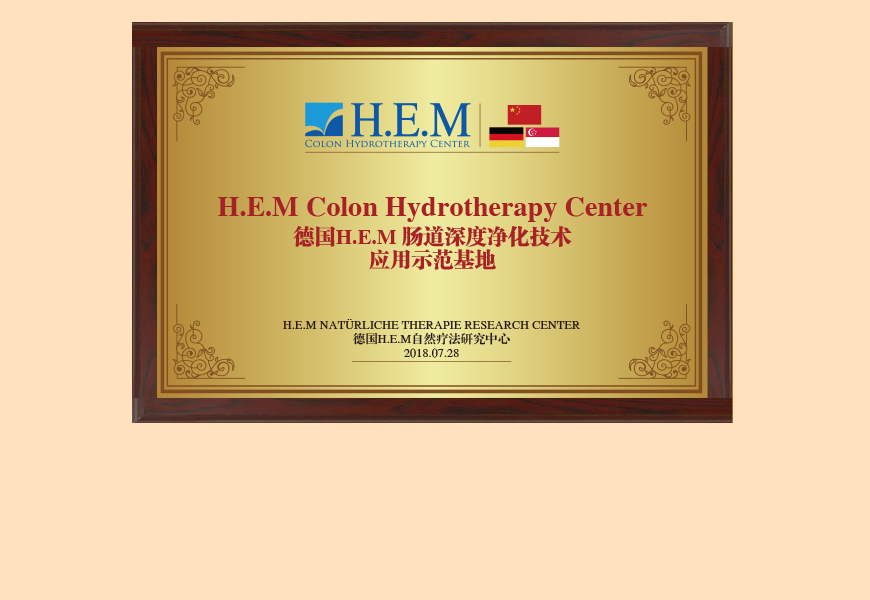 H.E.M
COLON HYDROTHERAPY CENTER
H.E.M Colon Hydrotherapy Center
德国H.E.M 肠道深度净化技术
应用示范基地
H.E.M NATÜRLICHE THERAPIE RESEARCH CENTER
德国H.E.M自然疗法研究中心
2018.07.28